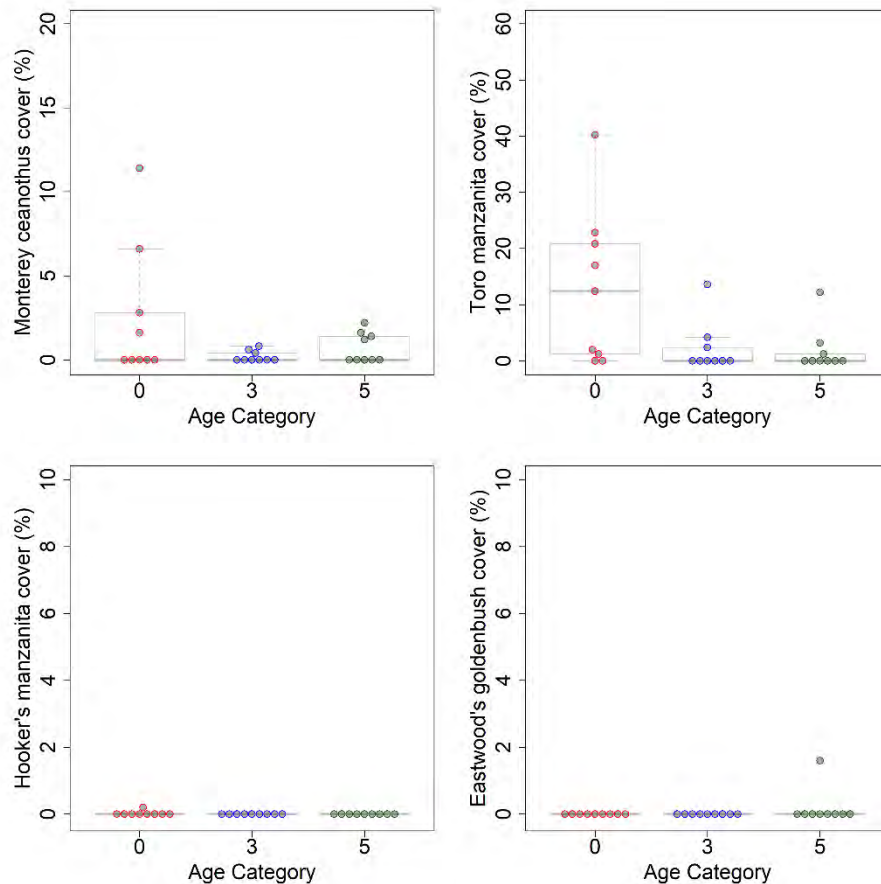 Monterey ceanothus cover (%)
20
15
10
5
0
0 3 5
Age Category
Toro manzanita cover (%)
60
50
40
30
20
10
0
0 3 5
Age Category
Hooker's manzanita cover (%)
10
8
6
4
2
0
0 3 5
Age Category
Eastwood's goldenbush cover (%)
10
8
6
4
2
0
0 3 5
Age Category